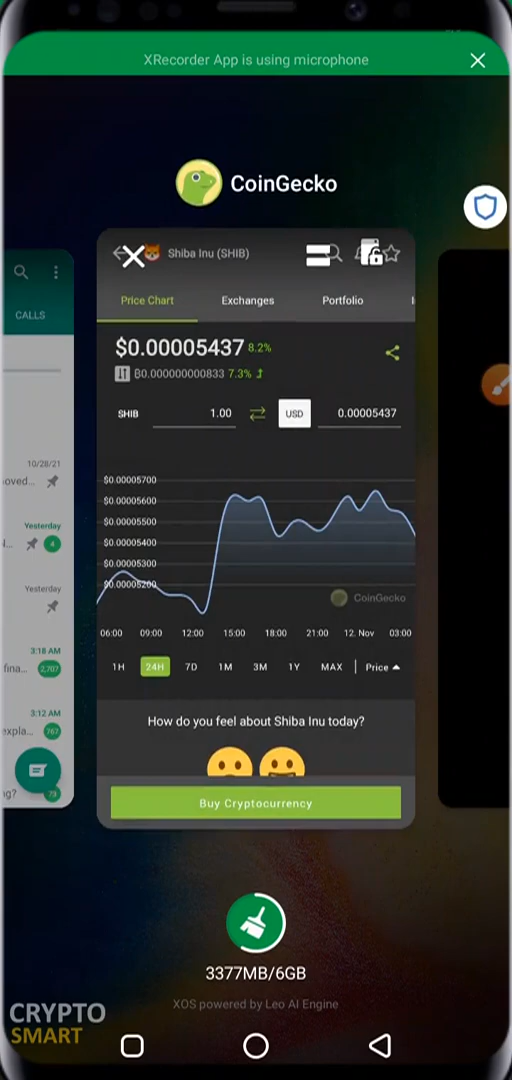 XRecorder App is using microphone
CoinGecko
CALLS
Shiba Inu (SHIB)
Price Chart Exchanges Portfolio
$0.00005437 8.2%
฿0.000000000833 7.3%
SHIB 1.00 USD 0.00005437
10/28/21
oved...
Yesterday
4
Yesterday
3:18 AM
fina... 2,707
3:12 AM
expla... 767
ng? 73
$0.00005700
$0.00005600
$0.00005500
$0.00005400
$0.00005300
$0.00005200
CoinGecko
06:00 09:00 12:00 15:00 18:00 21:00 12. Nov 03:00
1H 24H 7D 1M 3M 1Y MAX | Price
How do you feel about Shiba Inu today?
Buy Cryptocurrency
3377MB/6GB
XOS powered by Leo AI Engine
CRYPTO
SMART